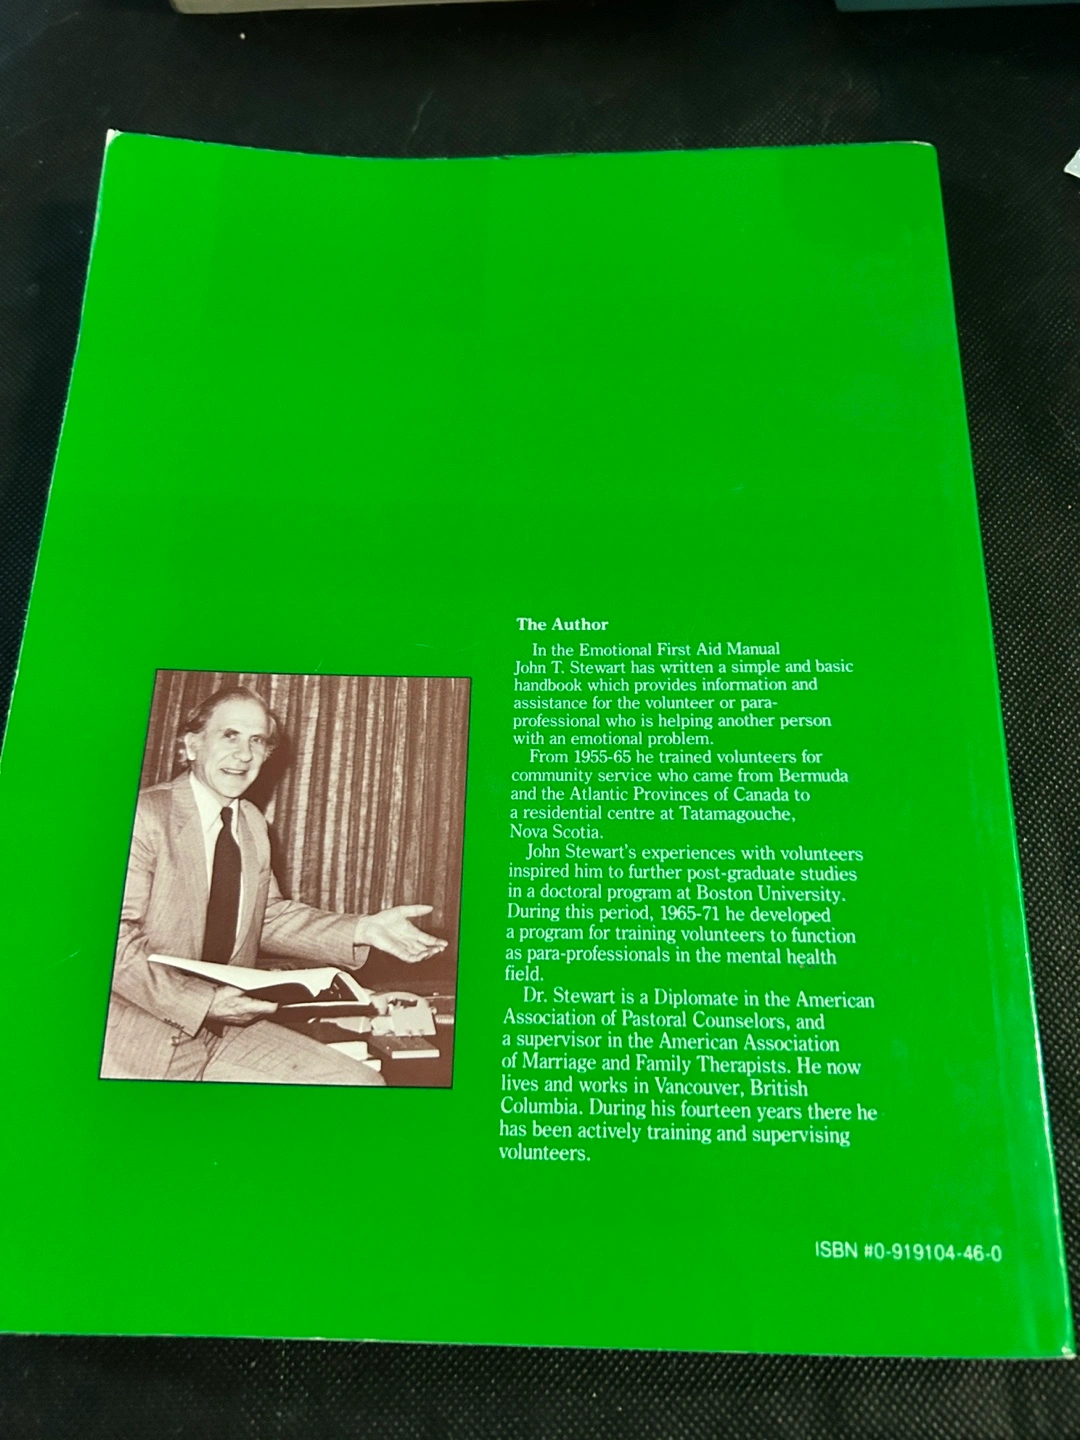 The Author
In the Emotional First Aid Manual
John T. Stewart has written a simple and basic
handbook which provides information and
assistance for the volunteer or para-
professional who is helping another person
with an emotional problem.
From 1955-65 he trained volunteers for
community service who came from Bermuda
and the Atlantic Provinces of Canada to
a residential centre at Tatamagouche,
Nova Scotia.
John Stewart's experiences with volunteers
inspired him to further post-graduate studies
in a doctoral program at Boston University.
During this period, 1965-71 he developed
a program for training volunteers to function
as para-professionals in the mental health
field.
Dr. Stewart is a Diplomate in the American
Association of Pastoral Counselors, and
a supervisor in the American Association
of Marriage and Family Therapists. He now
lives and works in Vancouver, British
Columbia. During his fourteen years there he
has been actively training and supervising
volunteers.
ISBN #0-919104-46-0